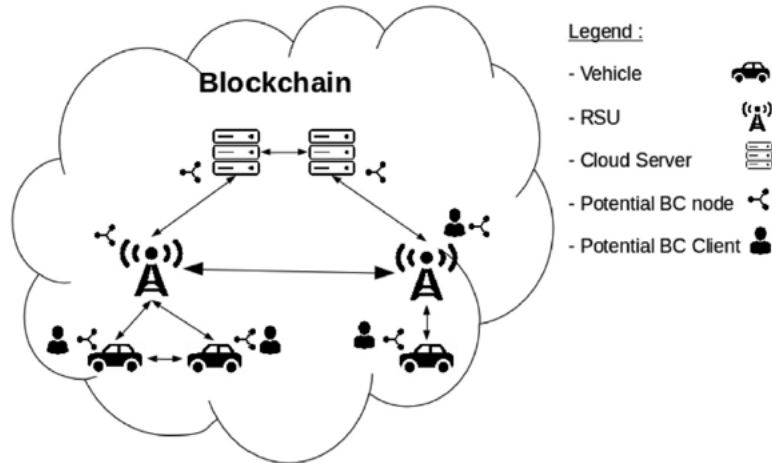 Blockchain
Legend :
- Vehicle
- RSU
- Cloud Server
- Potential BC node
- Potential BC Client